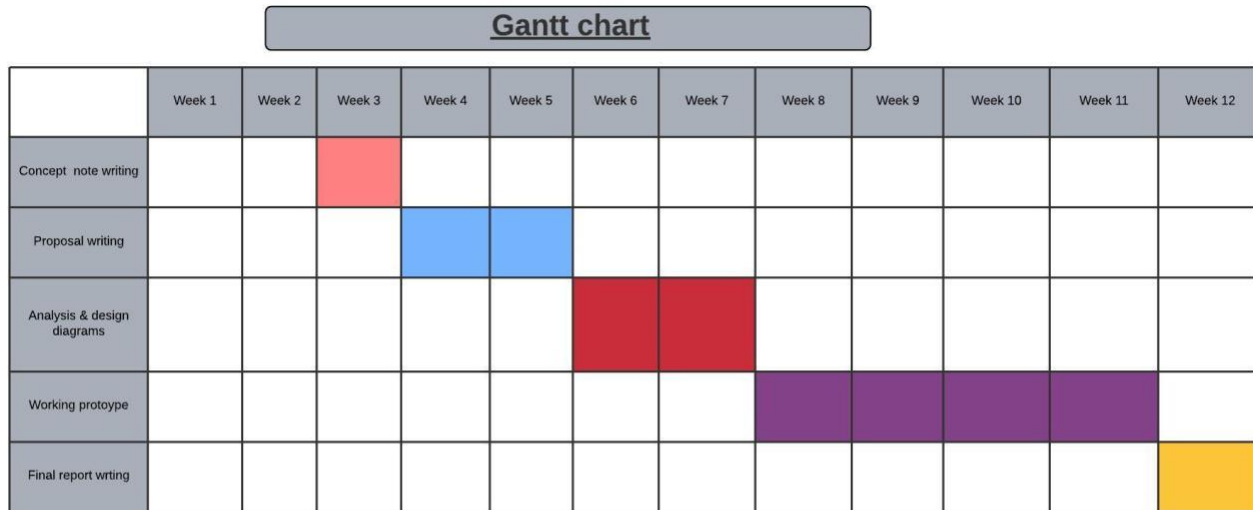 Gantt chart
Week 1 Week 2 Week 3 Week 4 Week 5 Week 6 Week 7 Week 8 Week 9 Week 10 Week 11 Week 12
Concept note writing
Proposal writing
Analysis & design
diagrams
Working protoype
Final report wrting